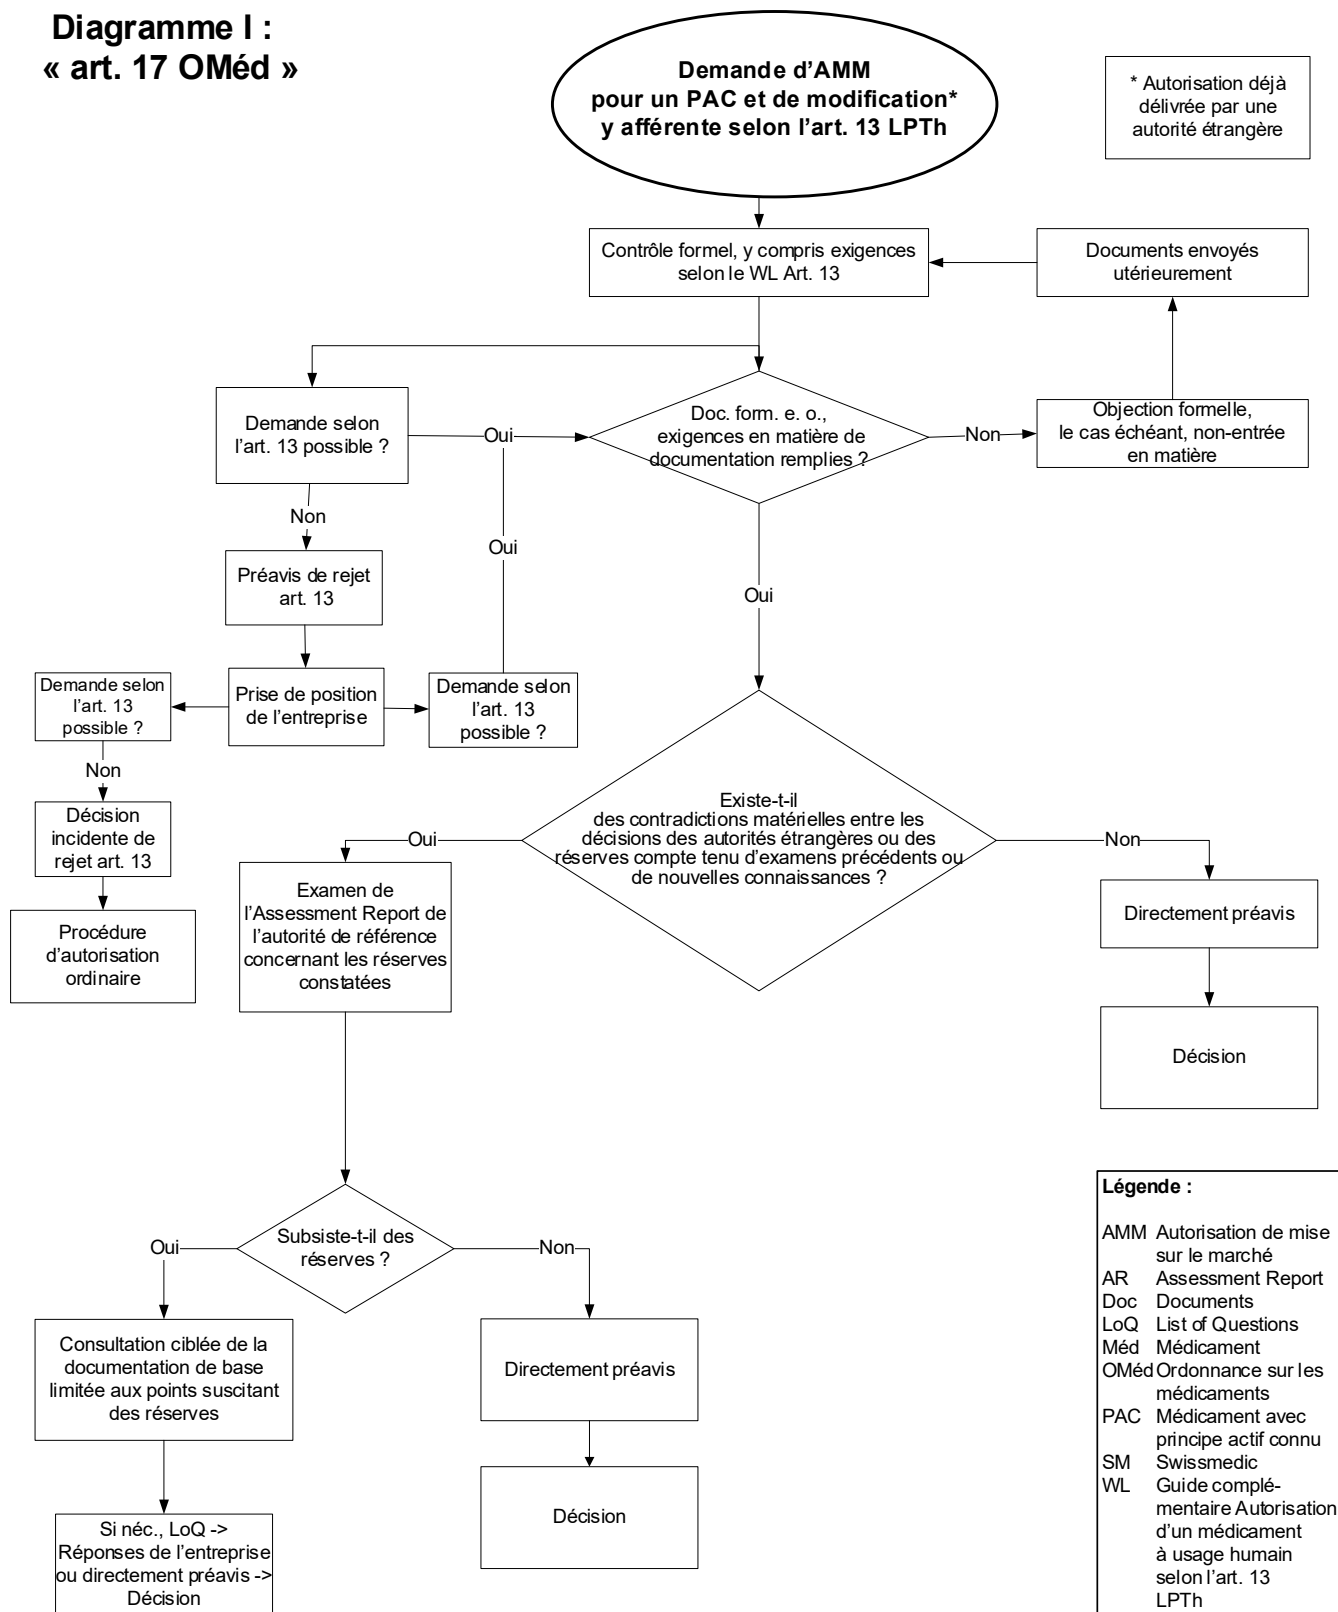 Diagramme I :
« art. 17 OMéd »
Demande d'AMM
pour un PAC et de modification*
y afférente selon l'art. 13 LPTh
* Autorisation déjà
délivrée par une
autorité étrangère
Contrôle formel, y compris exigences
selon le WL Art. 13
Documents envoyés
utérieurement
Demande selon
l'art. 13 possible ?
Oui
Doc. form. e. o.,
exigences en matière de
documentation remplies ?
Non
Objection formelle,
le cas échéant, non-entrée
en matière
Non
Oui
Préavis de rejet
art. 13
Oui
Demande selon
l'art. 13
possible ?
Prise de position
de l'entreprise
Demande selon
l'art. 13
possible ?
Non
Décision
incidente de
rejet art. 13
Procédure
d'autorisation
ordinaire
Existe-t-il
des contradictions matérielles entre les
décisions des autorités étrangères ou des
réserves compte tenu d'examens précédents ou
de nouvelles connaissances ?
Oui
Non
Examen de
l'Assessment Report de
l'autorité de référence
concernant les réserves
constatées
Directement préavis
Décision
Subsiste-t-il des
réserves ?
Oui
Non
Consultation ciblée de la
documentation de base
limitée aux points suscitant
des réserves
Directement préavis
Si néc., LoQ ->
Réponses de l'entreprise
ou directement préavis ->
Décision
Décision
Légende :
AMM Autorisation de mise
sur le marché
AR Assessment Report
Doc Documents
LoQ List of Questions
Méd Médicament
OMéd Ordonnance sur les
médicaments
PAC Médicament avec
principe actif connu
SM Swissmedic
WL Guide complé-
mentaire Autorisation
d'un médicament
à usage humain
selon l'art. 13
LPTh